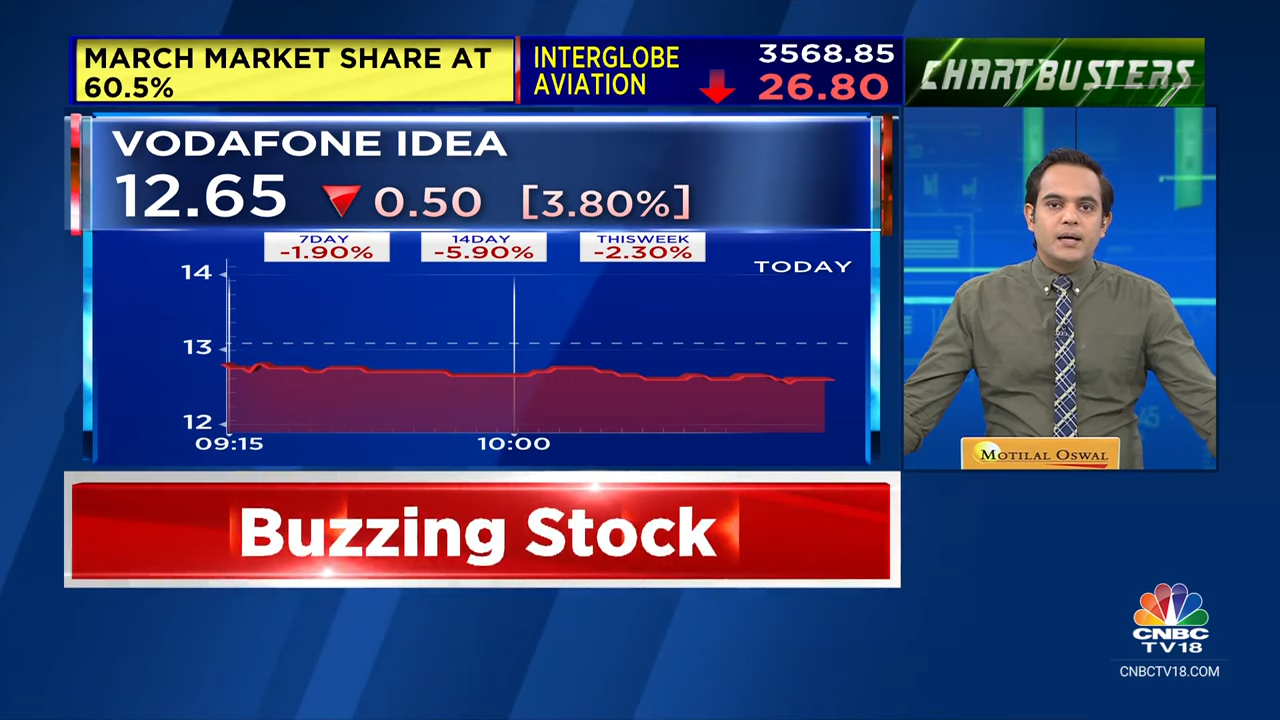 MARCH MARKET SHARE AT
60.5%
INTERGLOBE
AVIATION
3568.85
26.80
CHARTBUSTERS
VODAFONE IDEA
12.65 0.50 [3.80%]
7DAY
-1.90%
14DAY
-5.90%
THISWEEK
-2.30%
TODAY
14
13
12
09:15 10:00
MOTILAL OSWAL
Buzzing Stock
CNBC
TV18
CNBCTV18.COM